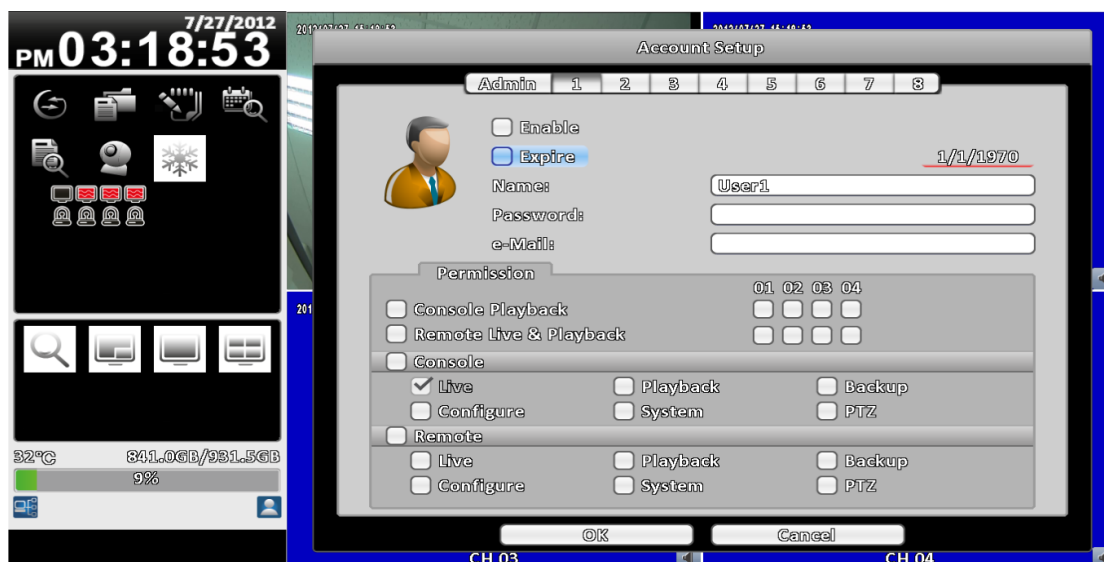 7/27/2012
PM 03:18:53
32°C 841.0GB/931.5GB
9%
Account Setup
Admin 1 2 3 4 5 6 7 8
Enable
Expire 1/1/1970
Name: User1
Password:
e-Mail:
Permission
01 02 03 04
Console Playback
Remote Live & Playback
Console
Live Playback Backup
Configure System PTZ
Remote
Live Playback Backup
Configure System PTZ
OK Cancel
201
CH 03 CH 04